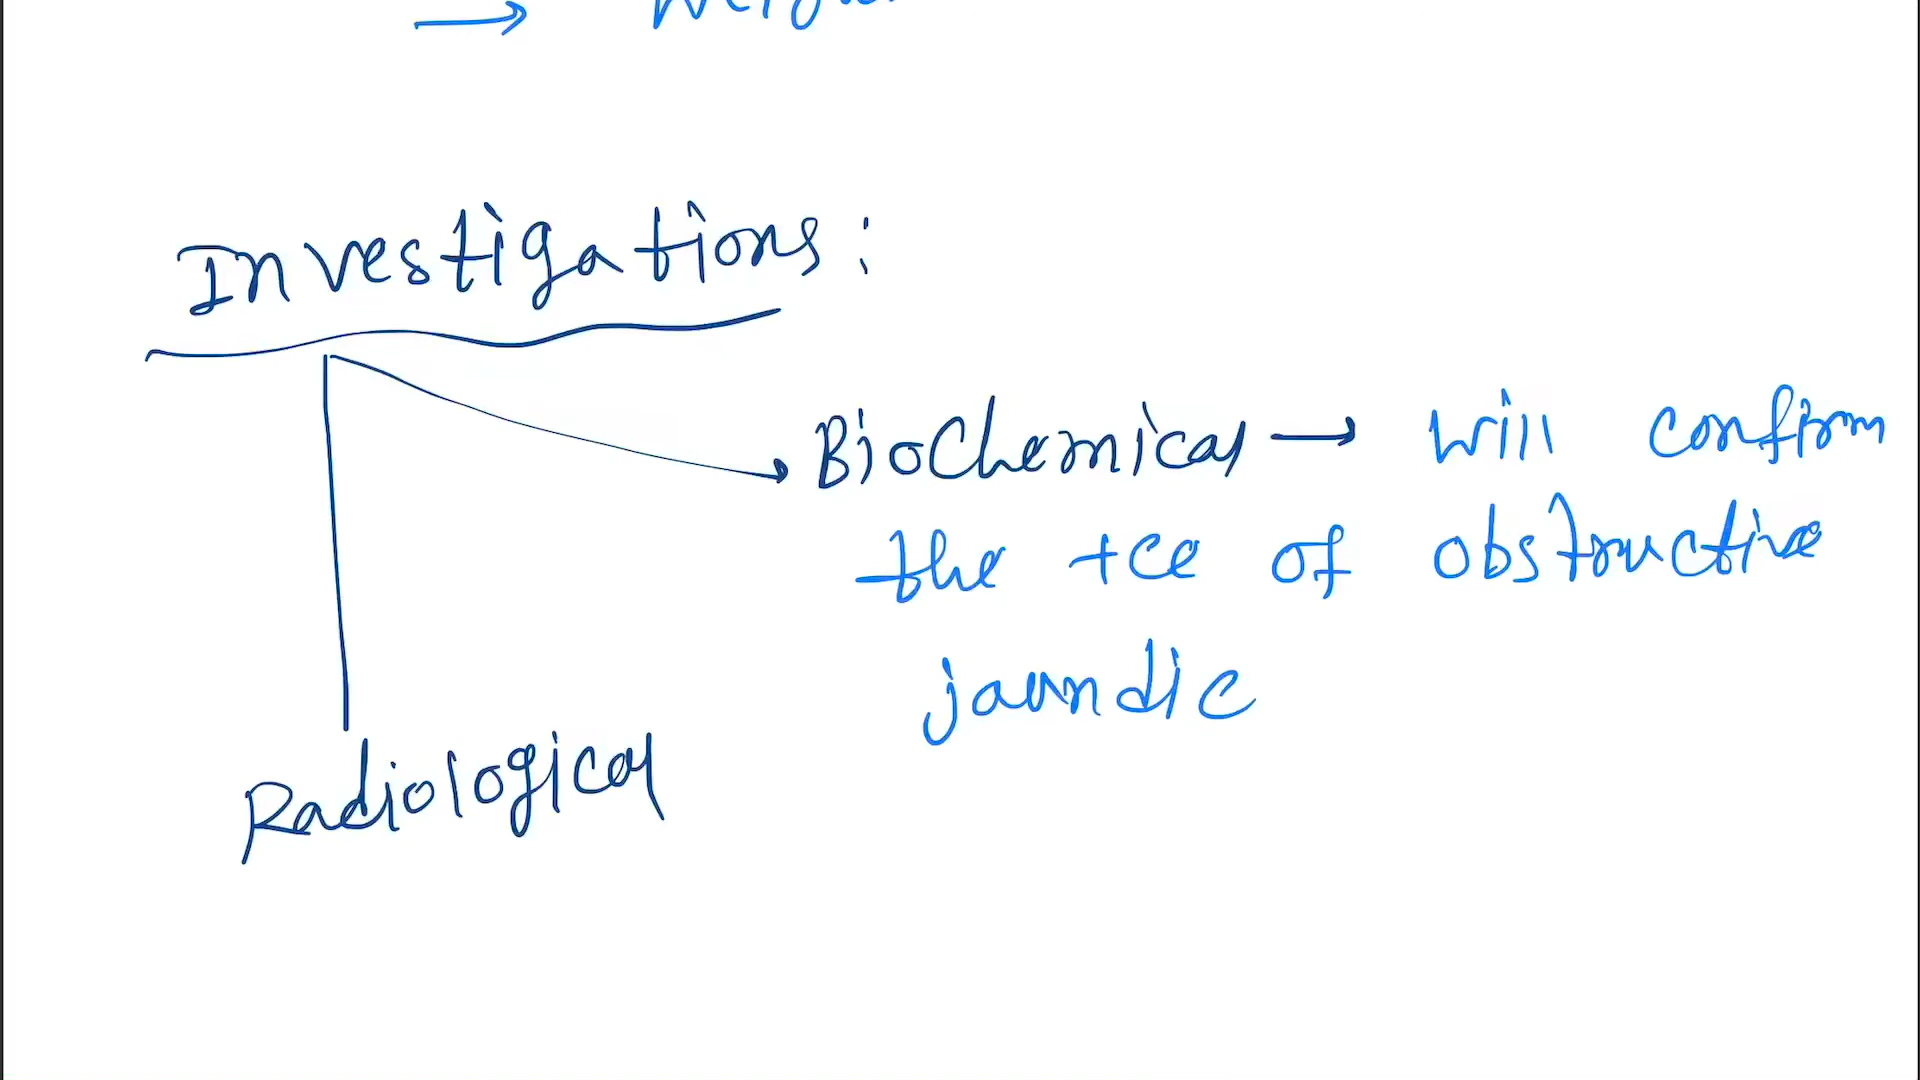 →
Investigations:
BioChemical → will confirm
the +ce of obstructive
jaundic
Radiological